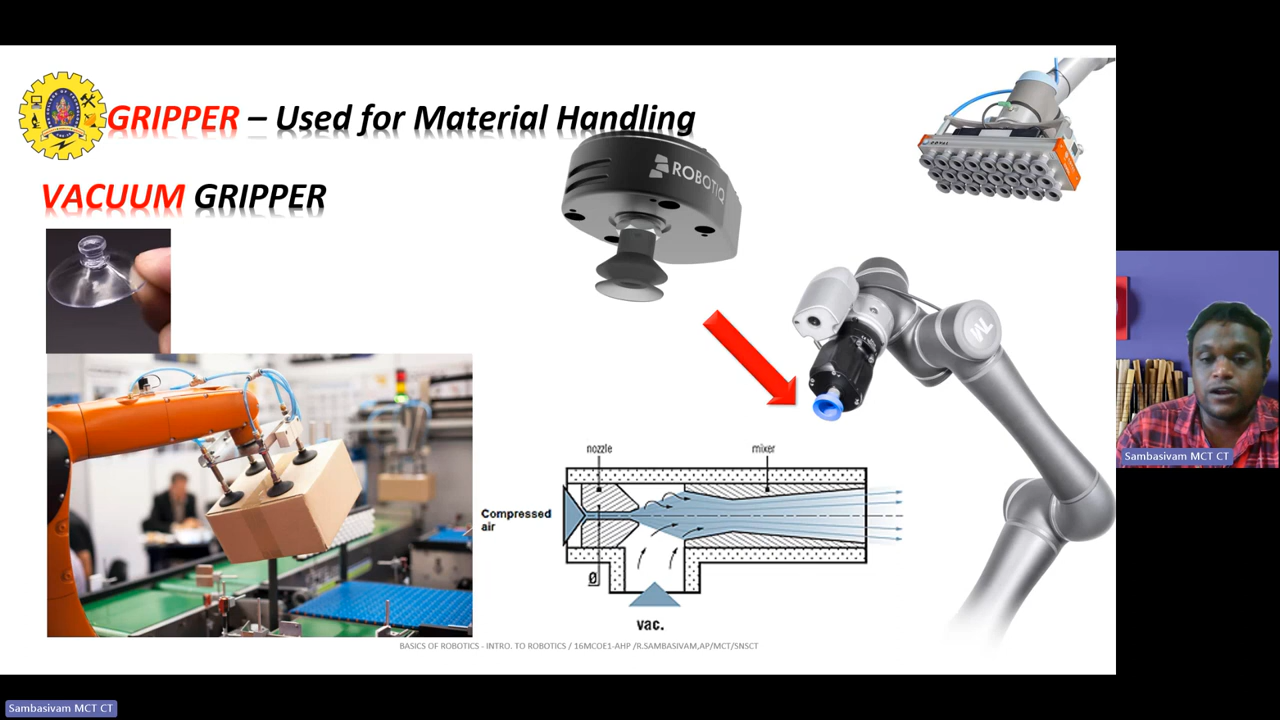 GRIPPER – Used for Material Handling
VACUUM GRIPPER
ROBOTIQ
TM
nozzle
mixer
Compressed
air
Ø
vac.
BASICS OF ROBOTICS - INTRO. TO ROBOTICS / 16MCOE1-AHP /R.SAMBASIVAM,AP/MCT/SNSCT
Sambasivam MCT CT
Sambasivam MCT CT